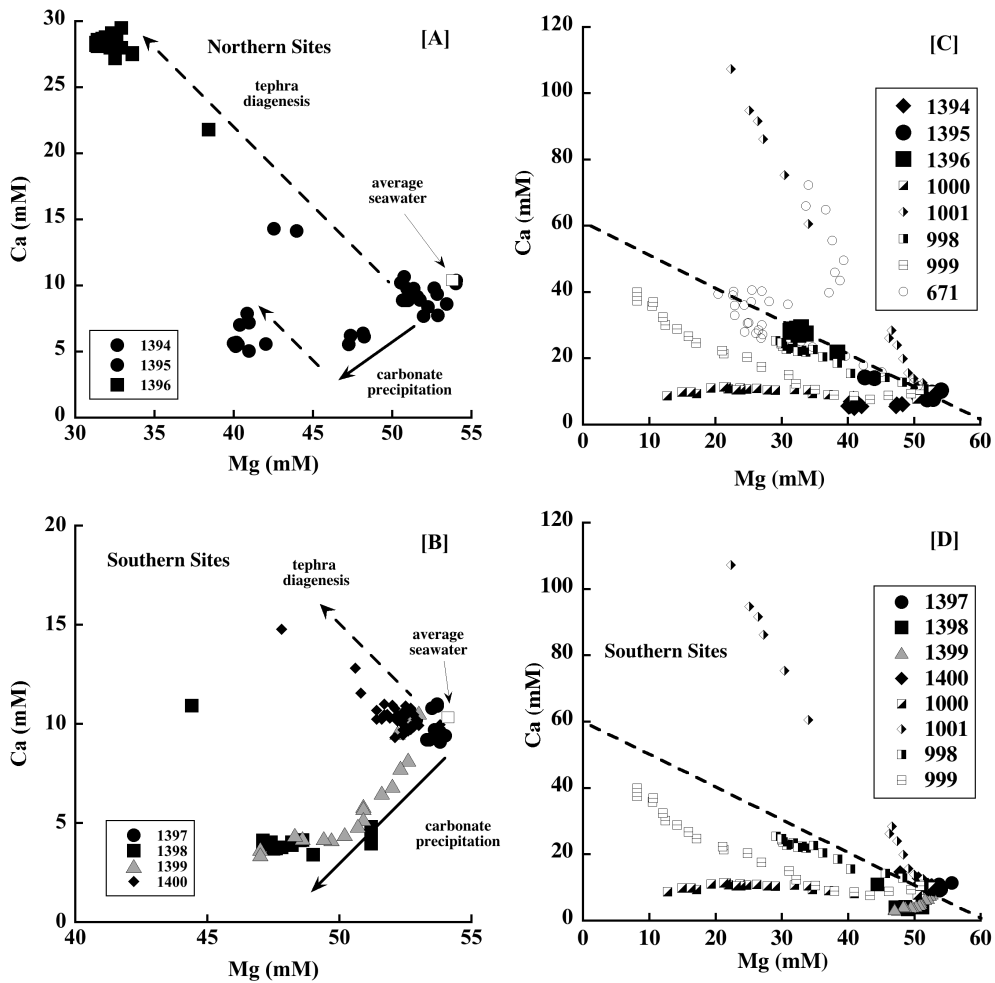 [A]
Northern Sites
tephra
diagenesis
average
seawater
carbonate
precipitation
1394
1395
1396
30
25
20
15
10
5
0
Ca (mM)
30 35 40 45 50 55
Mg (mM)
[C]
1394
1395
1396
1000
1001
998
999
671
120
100
80
60
40
20
0
Ca (mM)
0 10 20 30 40 50 60
Mg (mM)
[B]
Southern Sites
tephra
diagenesis
average
seawater
carbonate
precipitation
1397
1398
1399
1400
20
15
10
5
0
Ca (mM)
40 45 50 55
Mg (mM)
[D]
Southern Sites
1397
1398
1399
1400
1000
1001
998
999
120
100
80
60
40
20
0
Ca (mM)
0 10 20 30 40 50 60
Mg (mM)